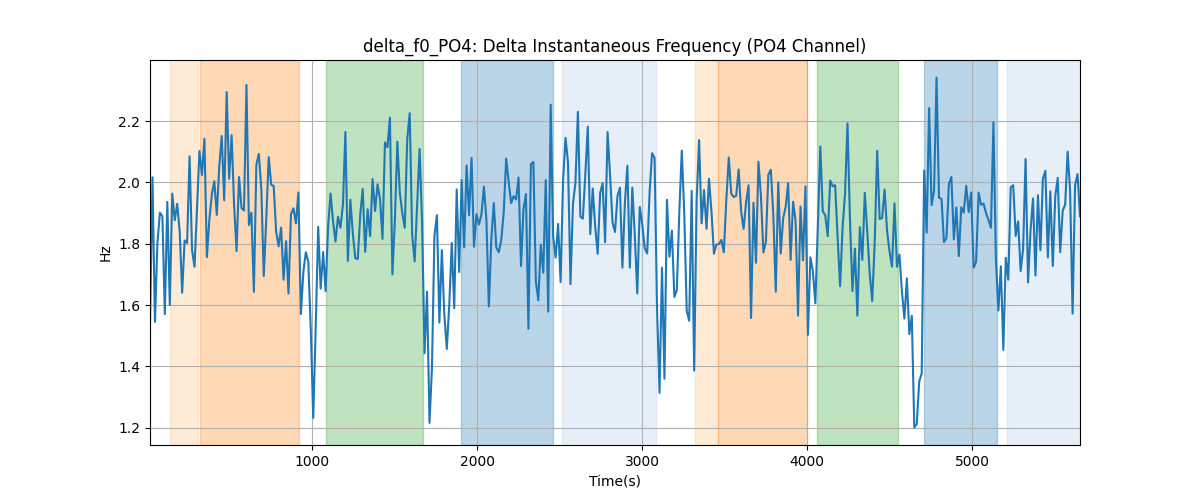 delta_f0_PO4: Delta Instantaneous Frequency (PO4 Channel)
Hz
2.2
2.0
1.8
1.6
1.4
1.2
1000 2000 3000 4000 5000
Time(s)